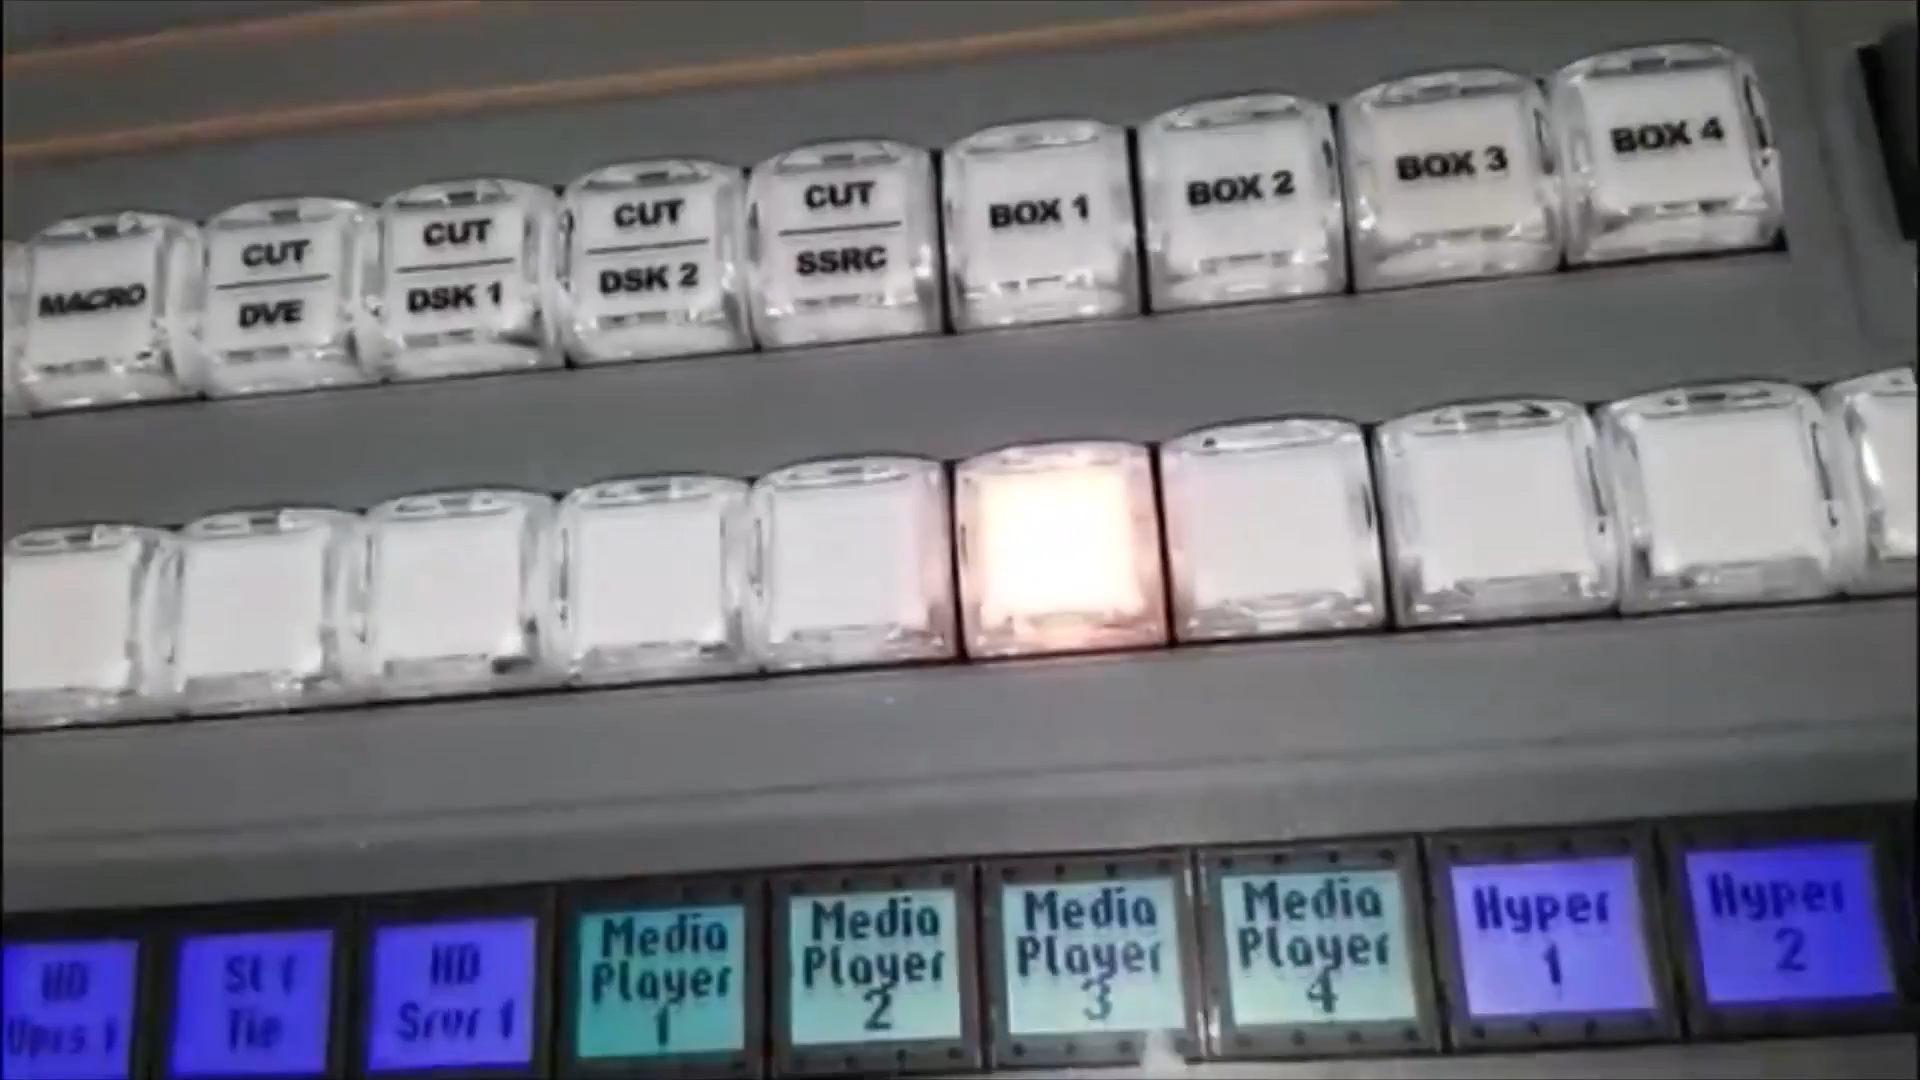 MACRO
CUT
DVE
CUT
DSK 1
CUT
DSK 2
CUT
SSRC
BOX 1
BOX 2
BOX 3
BOX 4
HD
Tie
HD
Srvr 1
Media
Player
1
Media
Player
2
Media
Player
3
Media
Player
4
Hyper
1
Hyper
2